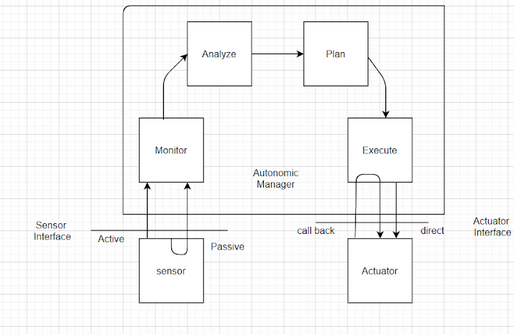 Analyze
Plan
Monitor
Execute
Autonomic
Manager
Sensor
Interface
Active
Passive
call back
direct
Actuator
Interface
sensor
Actuator